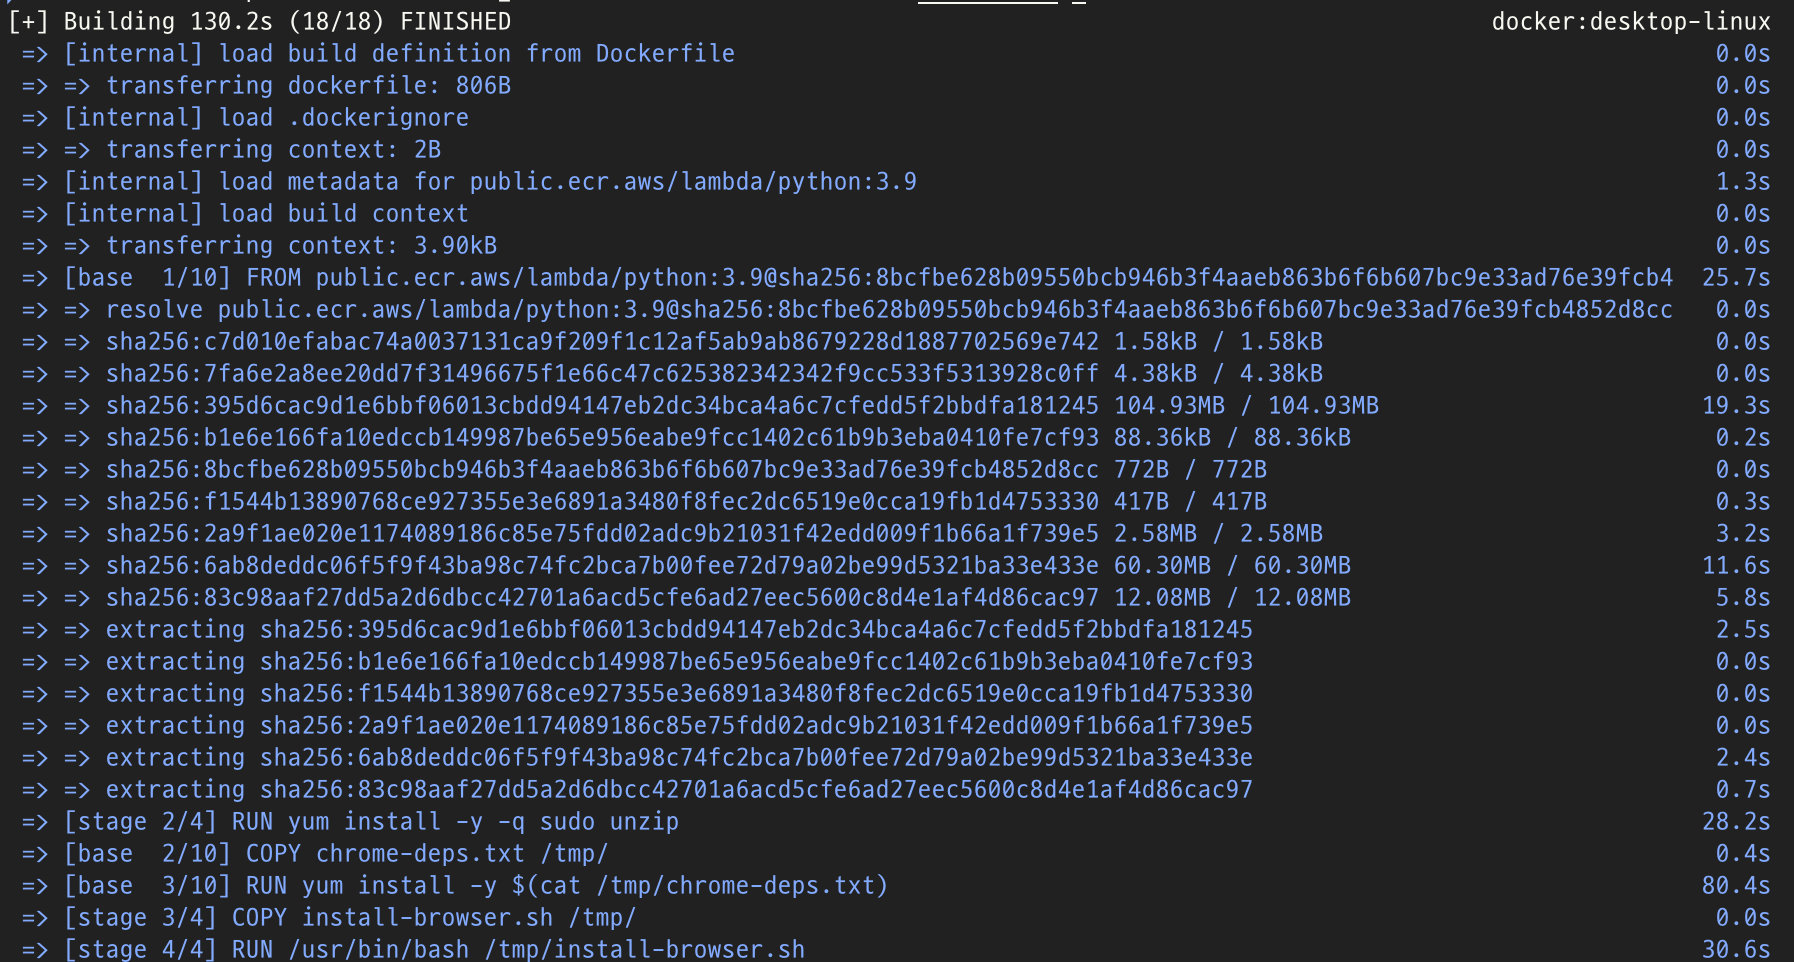 [+] Building 130.2s (18/18) FINISHED docker:desktop-linux
=> [internal] load build definition from Dockerfile 0.0s
=> => transferring dockerfile: 806B 0.0s
=> [internal] load .dockerignore 0.0s
=> => transferring context: 2B 0.0s
=> [internal] load metadata for public.ecr.aws/lambda/python:3.9 1.3s
=> [internal] load build context 0.0s
=> => transferring context: 3.90kB 0.0s
=> [base  1/10] FROM public.ecr.aws/lambda/python:3.9@sha256:8bcfbe628b09550bcb946b3f4aaeb863b6f6b607bc9e33ad76e39fcb4 25.7s
=> => resolve public.ecr.aws/lambda/python:3.9@sha256:8bcfbe628b09550bcb946b3f4aaeb863b6f6b607bc9e33ad76e39fcb4852d8cc 0.0s
=> => sha256:c7d010efabac74a0037131ca9f209f1c12af5ab9ab8679228d1887702569e742 1.58kB / 1.58kB 0.0s
=> => sha256:7fa6e2a8ee20dd7f31496675f1e66c47c625382342342f9cc533f5313928c0ff 4.38kB / 4.38kB 0.0s
=> => sha256:395d6cac9d1e6bbf06013cbdd94147eb2dc34bca4a6c7cfedd5f2bbdfa181245 104.93MB / 104.93MB 19.3s
=> => sha256:b1e6e166fa10edccb149987be65e956eabe9fcc1402c61b9b3eba0410fe7cf93 88.36kB / 88.36kB 0.2s
=> => sha256:8bcfbe628b09550bcb946b3f4aaeb863b6f6b607bc9e33ad76e39fcb4852d8cc 772B / 772B 0.0s
=> => sha256:f1544b13890768ce927355e3e6891a3480f8fec2dc6519e0cca19fb1d4753330 417B / 417B 0.3s
=> => sha256:2a9f1ae020e1174089186c85e75fdd02adc9b21031f42edd009f1b66a1f739e5 2.58MB / 2.58MB 3.2s
=> => sha256:6ab8deddc06f5f9f43ba98c74fc2bca7b00fee72d79a02be99d5321ba33e433e 60.30MB / 60.30MB 11.6s
=> => sha256:83c98aaf27dd5a2d6dbcc42701a6acd5cfe6ad27eec5600c8d4e1af4d86cac97 12.08MB / 12.08MB 5.8s
=> => extracting sha256:395d6cac9d1e6bbf06013cbdd94147eb2dc34bca4a6c7cfedd5f2bbdfa181245 2.5s
=> => extracting sha256:b1e6e166fa10edccb149987be65e956eabe9fcc1402c61b9b3eba0410fe7cf93 0.0s
=> => extracting sha256:f1544b13890768ce927355e3e6891a3480f8fec2dc6519e0cca19fb1d4753330 0.0s
=> => extracting sha256:2a9f1ae020e1174089186c85e75fdd02adc9b21031f42edd009f1b66a1f739e5 0.0s
=> => extracting sha256:6ab8deddc06f5f9f43ba98c74fc2bca7b00fee72d79a02be99d5321ba33e433e 2.4s
=> => extracting sha256:83c98aaf27dd5a2d6dbcc42701a6acd5cfe6ad27eec5600c8d4e1af4d86cac97 0.7s
=> [stage 2/4] RUN yum install -y -q sudo unzip 28.2s
=> [base  2/10] COPY chrome-deps.txt /tmp/ 0.4s
=> [base  3/10] RUN yum install -y $(cat /tmp/chrome-deps.txt) 80.4s
=> [stage 3/4] COPY install-browser.sh /tmp/ 0.0s
=> [stage 4/4] RUN /usr/bin/bash /tmp/install-browser.sh 30.6s